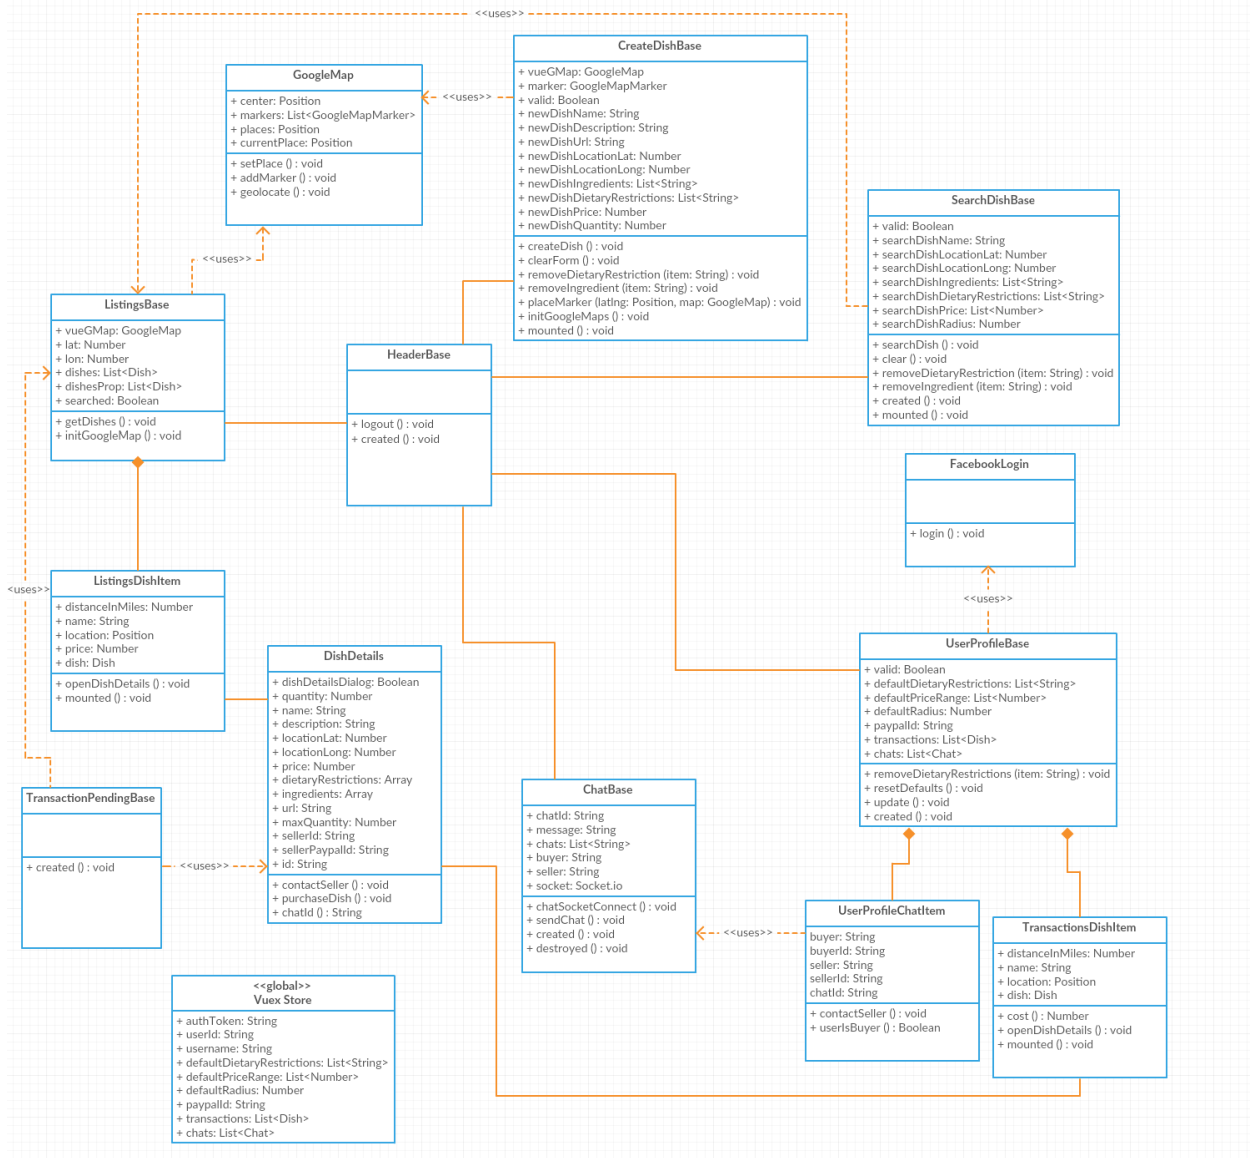 <<uses>>
CreateDishBase
+ vueGMap: GoogleMap
+ marker: GoogleMapMarker
+ valid: Boolean
+ newDishName: String
+ newDishDescription: String
+ newDishUrl: String
+ newDishLocationLat: Number
+ newDishLocationLong: Number
+ newDishIngredients: List<String>
+ newDishDietaryRestrictions: List<String>
+ newDishPrice: Number
+ newDishQuantity: Number
+ createDish () : void
+ clearForm () : void
+ removeDietaryRestriction (item: String) : void
+ removeIngredient (item: String) : void
+ placeMarker (latlng: Position, map: GoogleMap) : void
+ initGoogleMaps () : void
+ mounted () : void
GoogleMap
+ center: Position
+ markers: List<GoogleMapMarker>
+ places: Position
+ currentPlace: Position
+ setPlace () : void
+ addMarker () : void
+ geolocate () : void
<<uses>>
<<uses>>
SearchDishBase
+ valid: Boolean
+ searchDishName: String
+ searchDishLocationLat: Number
+ searchDishLocationLong: Number
+ searchDishIngredients: List<String>
+ searchDishDietaryRestrictions: List<String>
+ searchDishPrice: List<Number>
+ searchDishRadius: Number
+ searchDish () : void
+ clear () : void
+ removeDietaryRestriction (item: String) : void
+ removeIngredient (item: String) : void
+ created () : void
+ mounted () : void
ListingsBase
+ vueGMap: GoogleMap
+ lat: Number
+ lon: Number
+ dishes: List<Dish>
+ dishesProp: List<Dish>
+ searched: Boolean
+ getDishes () : void
+ initGoogleMap () : void
HeaderBase
+ logout () : void
+ created () : void
FacebookLogin
+ login () : void
<<uses>>
<<uses>>
ListingsDishItem
+ distanceInMiles: Number
+ name: String
+ location: Position
+ price: Number
+ dish: Dish
+ openDishDetails () : void
+ mounted () : void
DishDetails
+ dishDetailsDialog: Boolean
+ quantity: Number
+ name: String
+ description: String
+ locationLat: Number
+ locationLong: Number
+ price: Number
+ dietaryRestrictions: Array
+ ingredients: Array
+ url: String
+ maxQuantity: Number
+ sellerId: String
+ sellerPaypalId: String
+ id: String
+ contactSeller () : void
+ purchaseDish () : void
+ chatId () : String
UserProfileBase
+ valid: Boolean
+ defaultDietaryRestrictions: List<String>
+ defaultPriceRange: List<Number>
+ defaultRadius: Number
+ paypalId: String
+ transactions: List<Dish>
+ chats: List<Chat>
+ removeDietaryRestrictions (item: String) : void
+ resetDefaults () : void
+ update () : void
+ created () : void
TransactionPendingBase
+ created () : void
<<uses>>
ChatBase
+ chatId: String
+ message: String
+ chats: List<String>
+ buyer: String
+ seller: String
+ socket: Socket.io
+ chatSocketConnect () : void
+ sendChat () : void
+ created () : void
+ destroyed () : void
<<uses>>
UserProfileChatItem
buyer: String
buyerId: String
seller: String
sellerId: String
chatId: String
+ contactSeller () : void
+ userIsBuyer () : Boolean
TransactionsDishItem
+ distanceInMiles: Number
+ name: String
+ location: Position
+ dish: Dish
+ cost () : Number
+ openDishDetails () : void
+ mounted () : void
<<global>>
Vuex Store
+ authToken: String
+ userId: String
+ username: String
+ defaultDietaryRestrictions: List<String>
+ defaultPriceRange: List<Number>
+ defaultRadius: Number
+ paypalId: String
+ transactions: List<Dish>
+ chats: List<Chat>